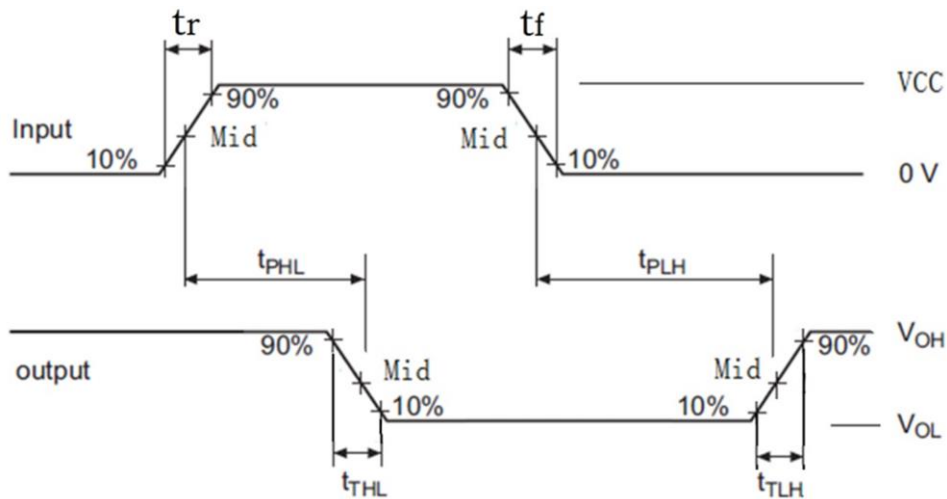 tr tf
90% 90% VCC
Input Mid Mid
10% 10% 0 V
tPHL tPLH
90% 90% VOH
output Mid Mid
10% 10% VOL
tTHL tTLH